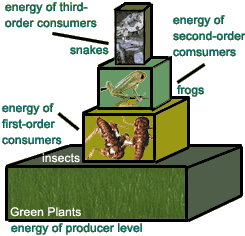 energy of third-
order consumers
snakes
energy of
second-order
comsumers
frogs
energy of
first-order
consumers
insects
Green Plants
energy of producer level